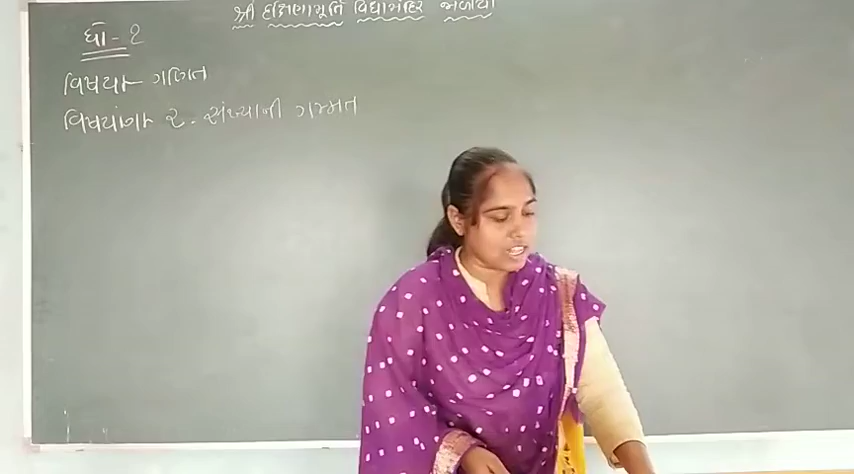 શ્રી દક્ષિણામૂર્તિ વિદ્યામંદિર
ધો - ૨
વિષય:- ગણિત
વિષયાંગ:- ૨. સંખ્યાની ગમ્મત